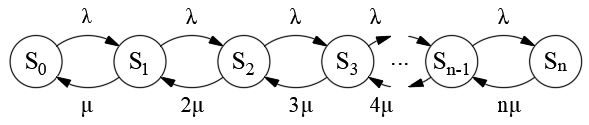 λ λ λ λ λ
S0 S1 S2 S3 ... Sn-1 Sn
μ 2μ 3μ 4μ nμ